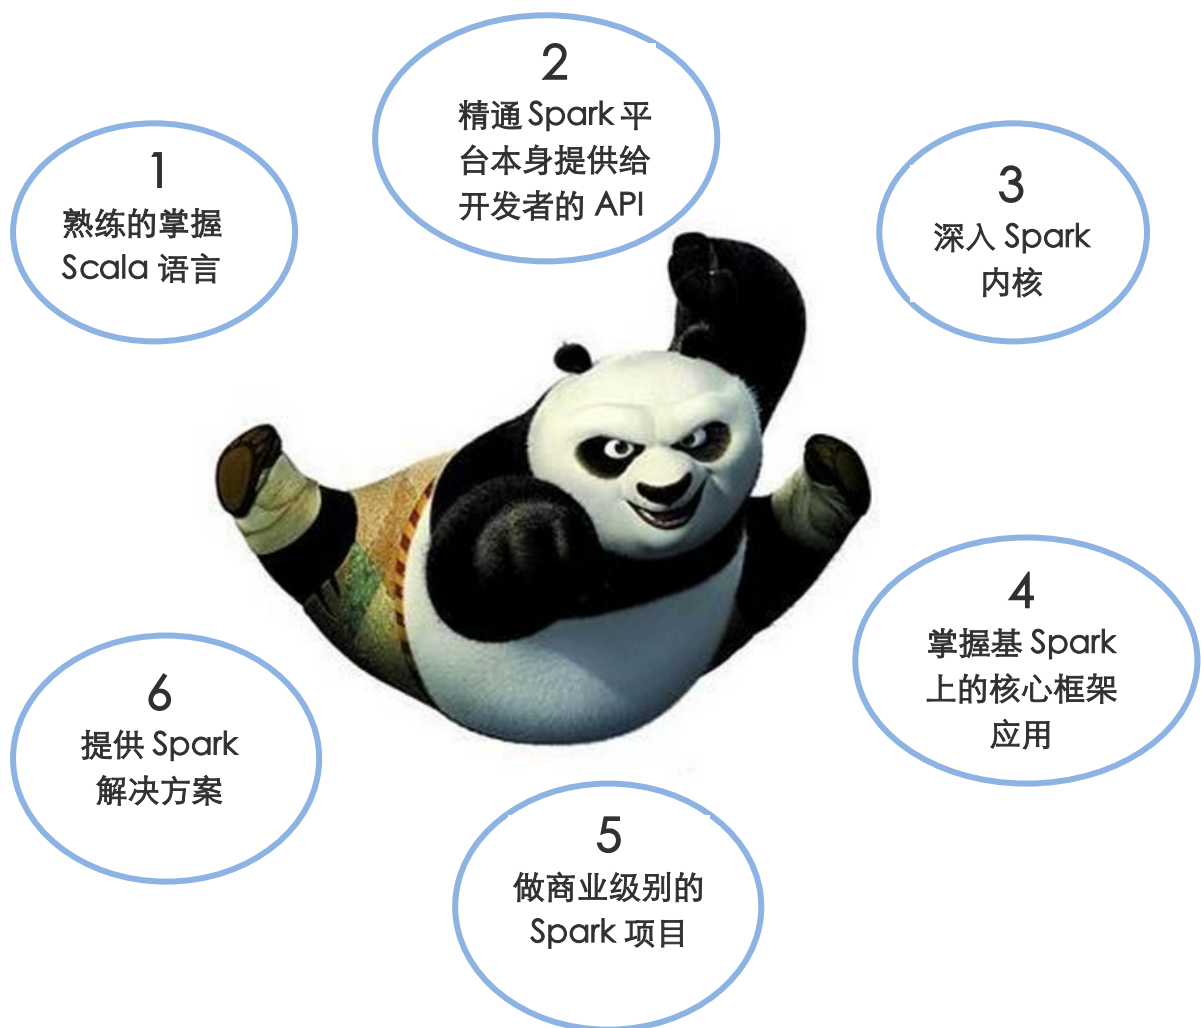 1
熟练的掌握
Scala 语言
2
精通 Spark 平
台本身提供给
开发者的 API
3
深入 Spark
内核
4
掌握基 Spark
上的核心框架
应用
5
做商业级别的
Spark 项目
6
提供 Spark
解决方案